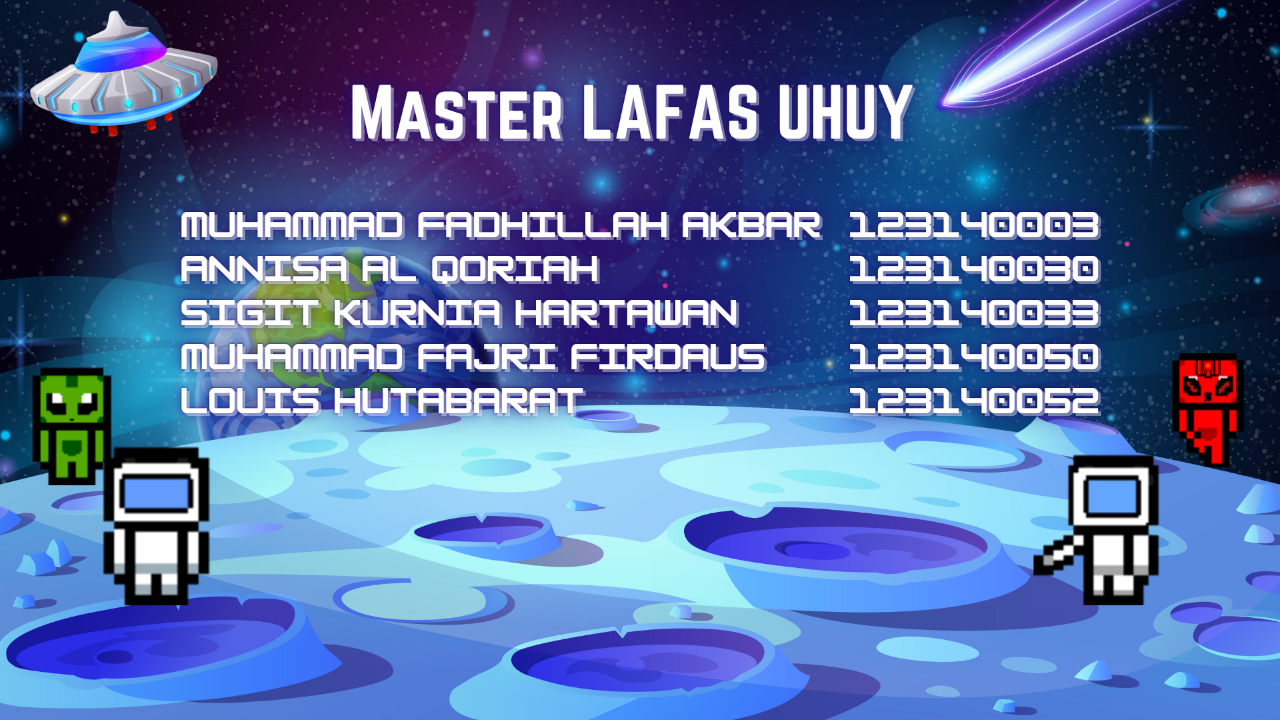 Master LAFAS UHUY
MUHAMMAD FADHILLAH AKBAR 123140003
ANNISA AL QORIAH 123140030
SIGIT KURNIA HARTAWAN 123140033
MUHAMMAD FAJRI FIRDAUS 123140050
LOUIS HUTABARAT 123140052